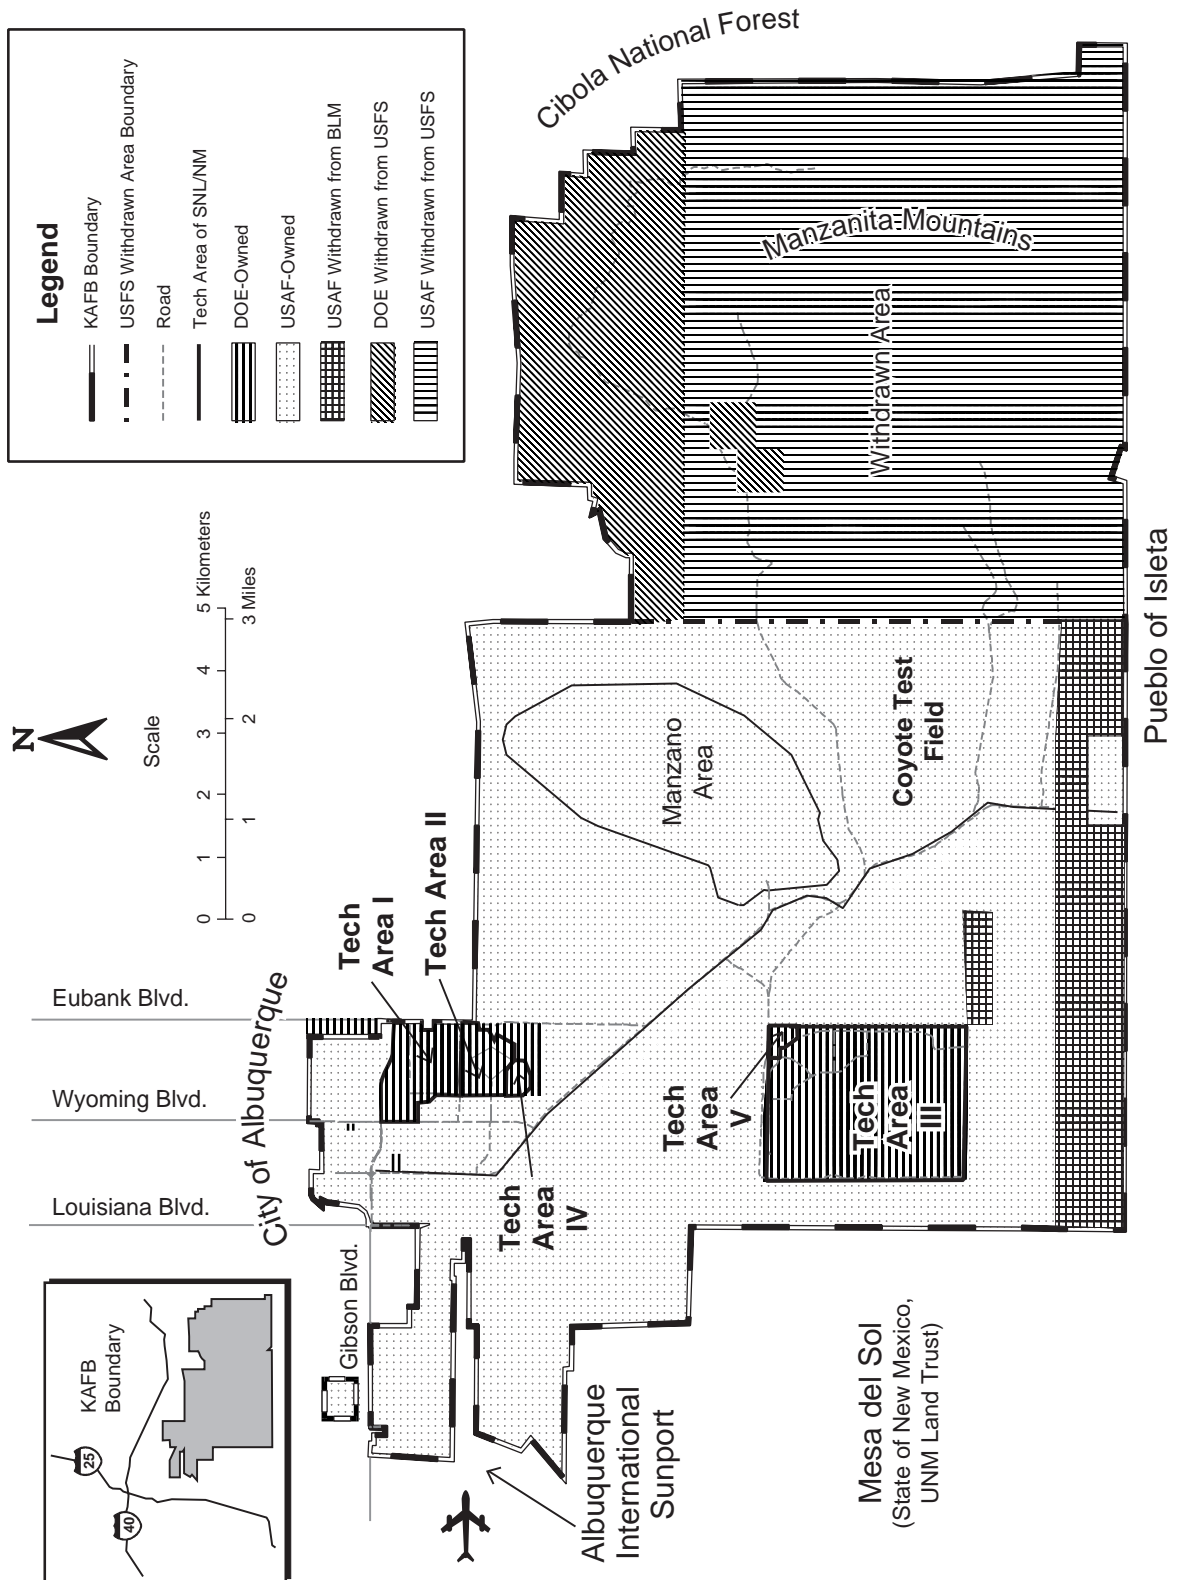 Legend
KAFB Boundary
USFS Withdrawn Area Boundary
Road
Tech Area of SNL/NM
DOE-Owned
USAF-Owned
USAF Withdrawn from BLM
DOE Withdrawn from USFS
USAF Withdrawn from USFS
N
Scale
0 1 2 3 4 5 Kilometers
0 1 2 3 Miles
KAFB
Boundary
25
40
Eubank Blvd.
Wyoming Blvd.
Louisiana Blvd.
Gibson Blvd.
City of Albuquerque
Cibola National Forest
Tech
Area I
Tech Area II
Tech
Area
IV
Tech
Area
V
Tech
Area
III
Manzano
Area
Coyote Test
Field
Manzanita Mountains
Withdrawn Area
Albuquerque
International
Sunport
Mesa del Sol
(State of New Mexico,
UNM Land Trust)
Pueblo of Isleta